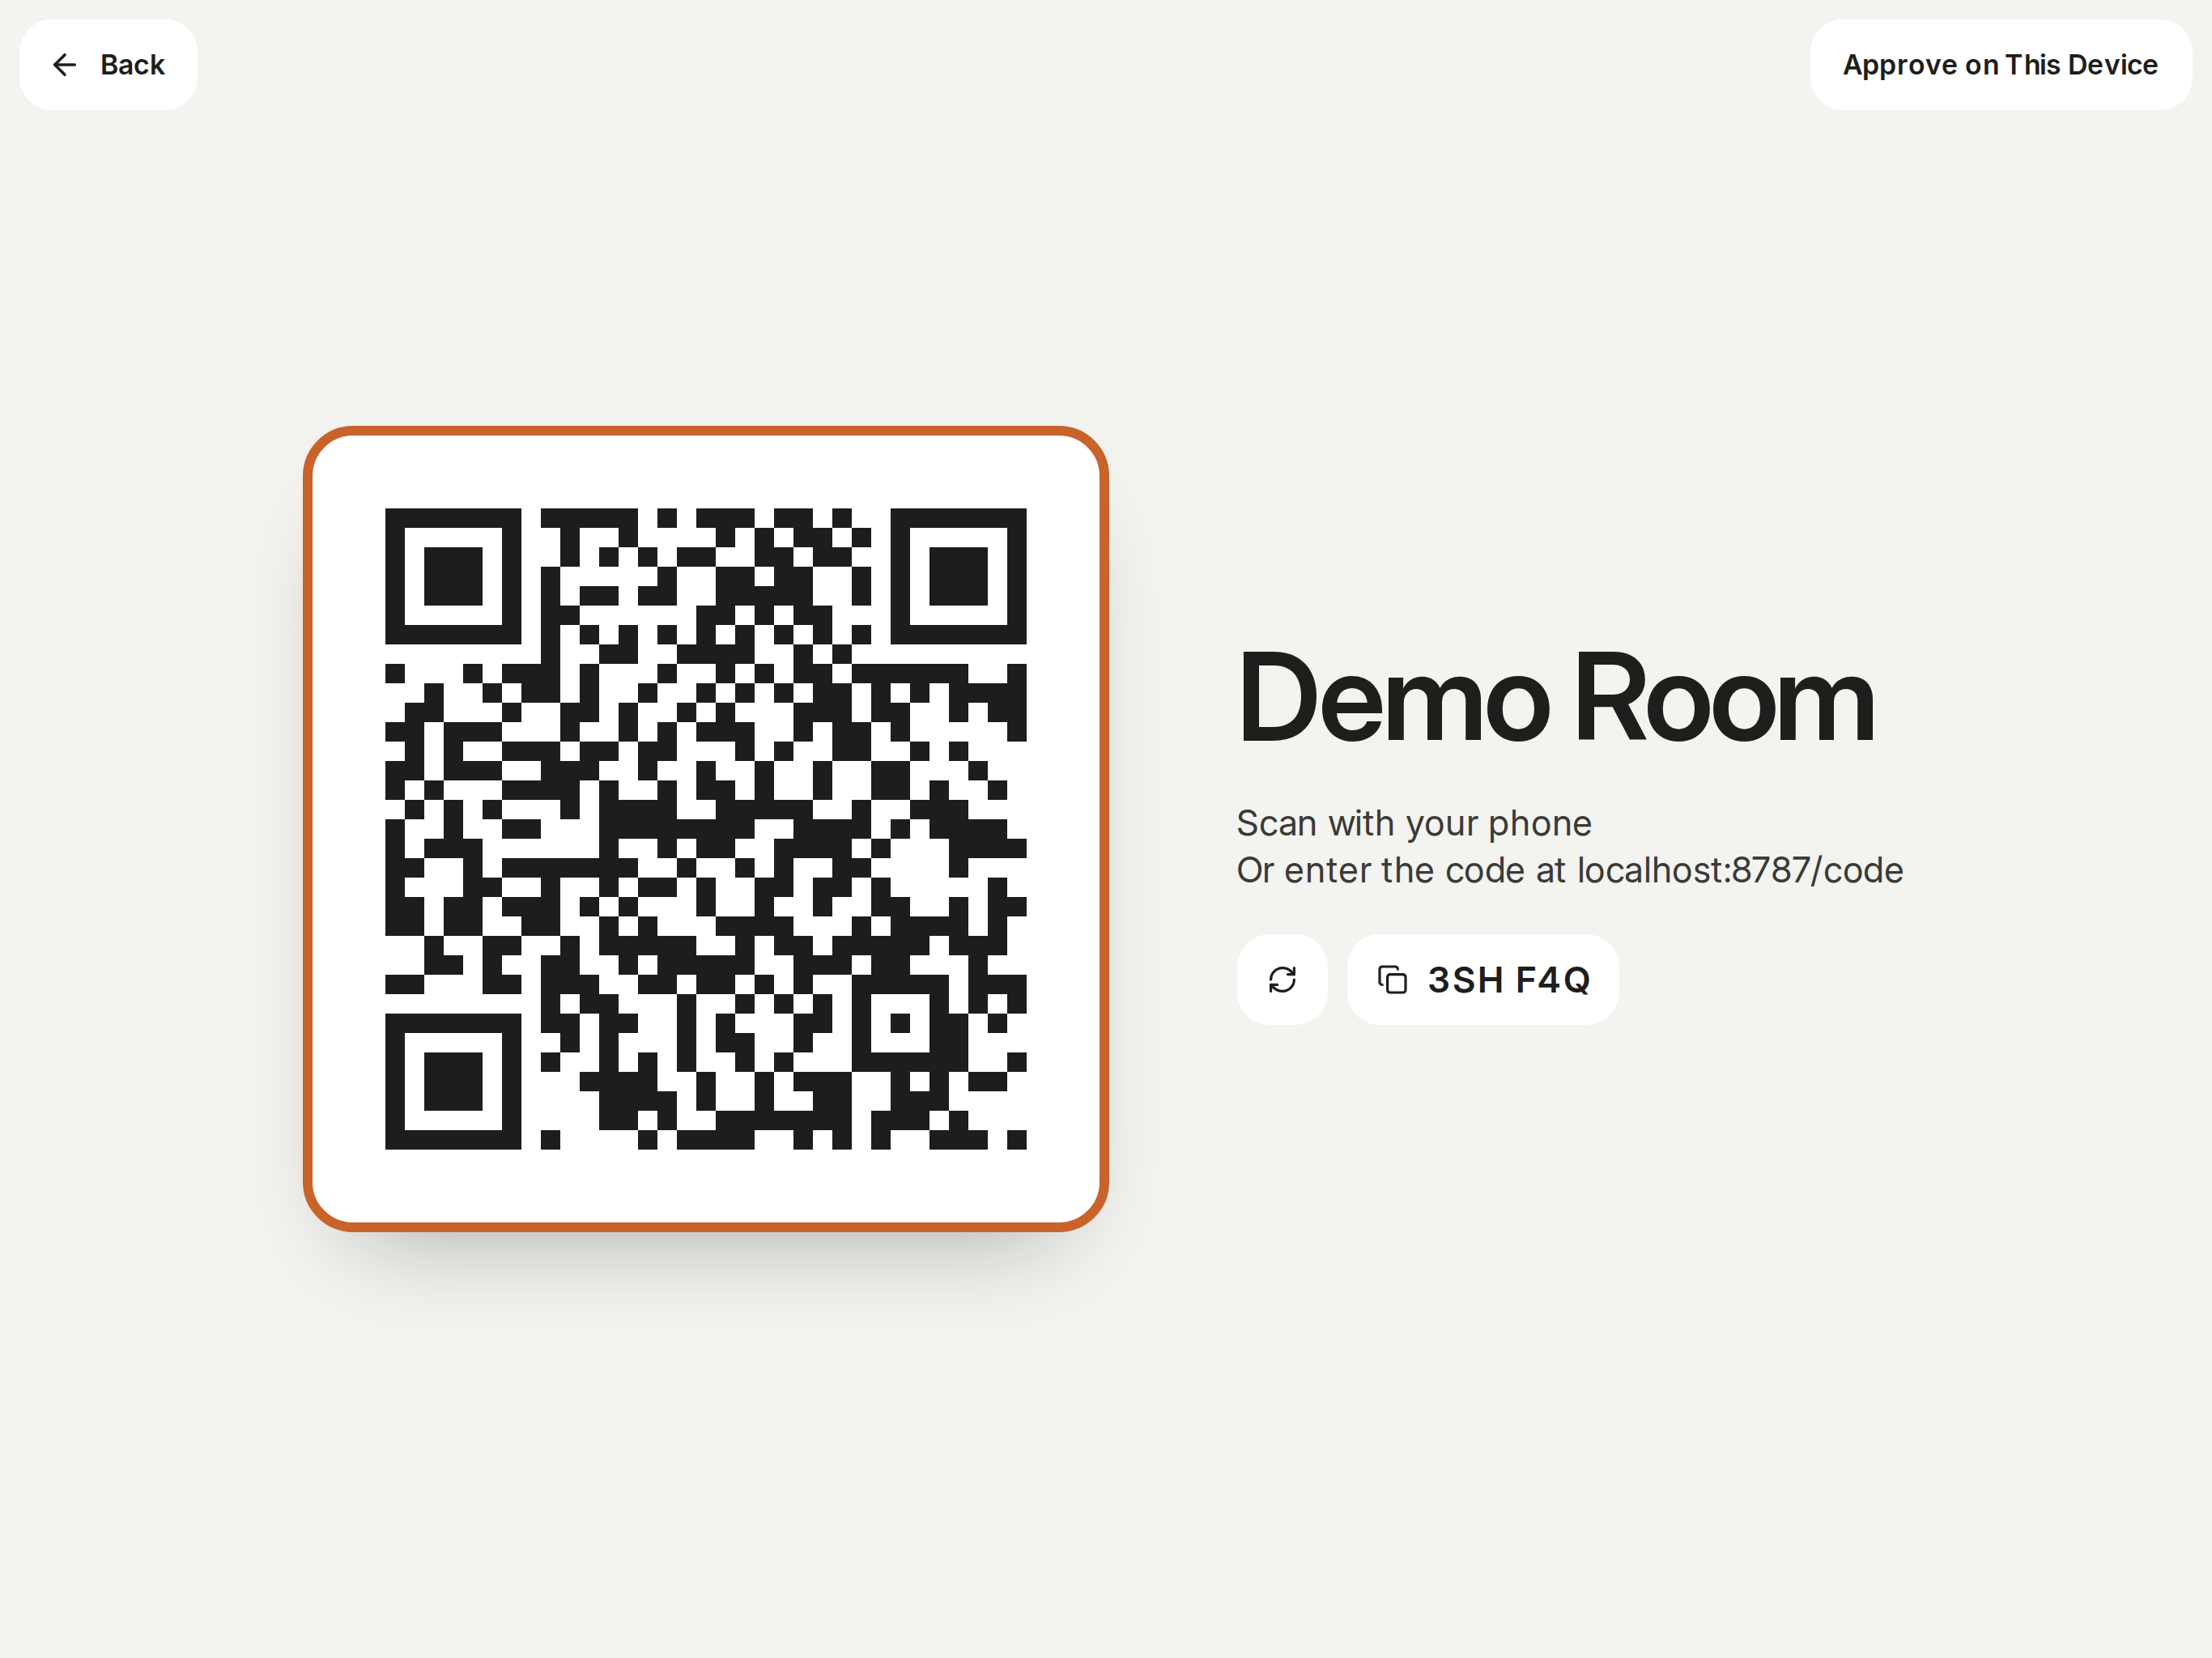 Back
Approve on This Device
Demo Room
Scan with your phone
Or enter the code at localhost:8787/code
3SH F4Q